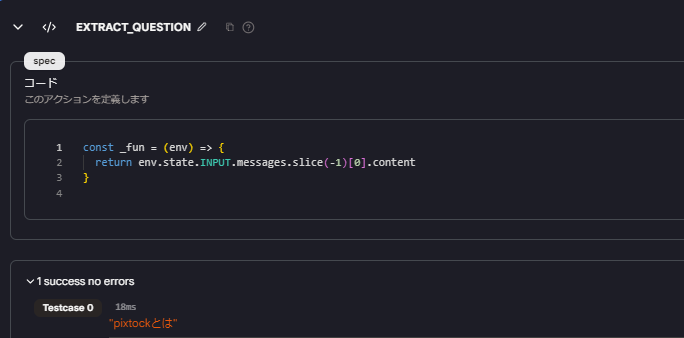 EXTRACT_QUESTION
spec
コード
このアクションを定義します
1 const _fun = (env) => {
2 return env.state.INPUT.messages.slice(-1)[0].content
3 }
4
1 success no errors
Testcase 0 18ms
"pixtockとは"